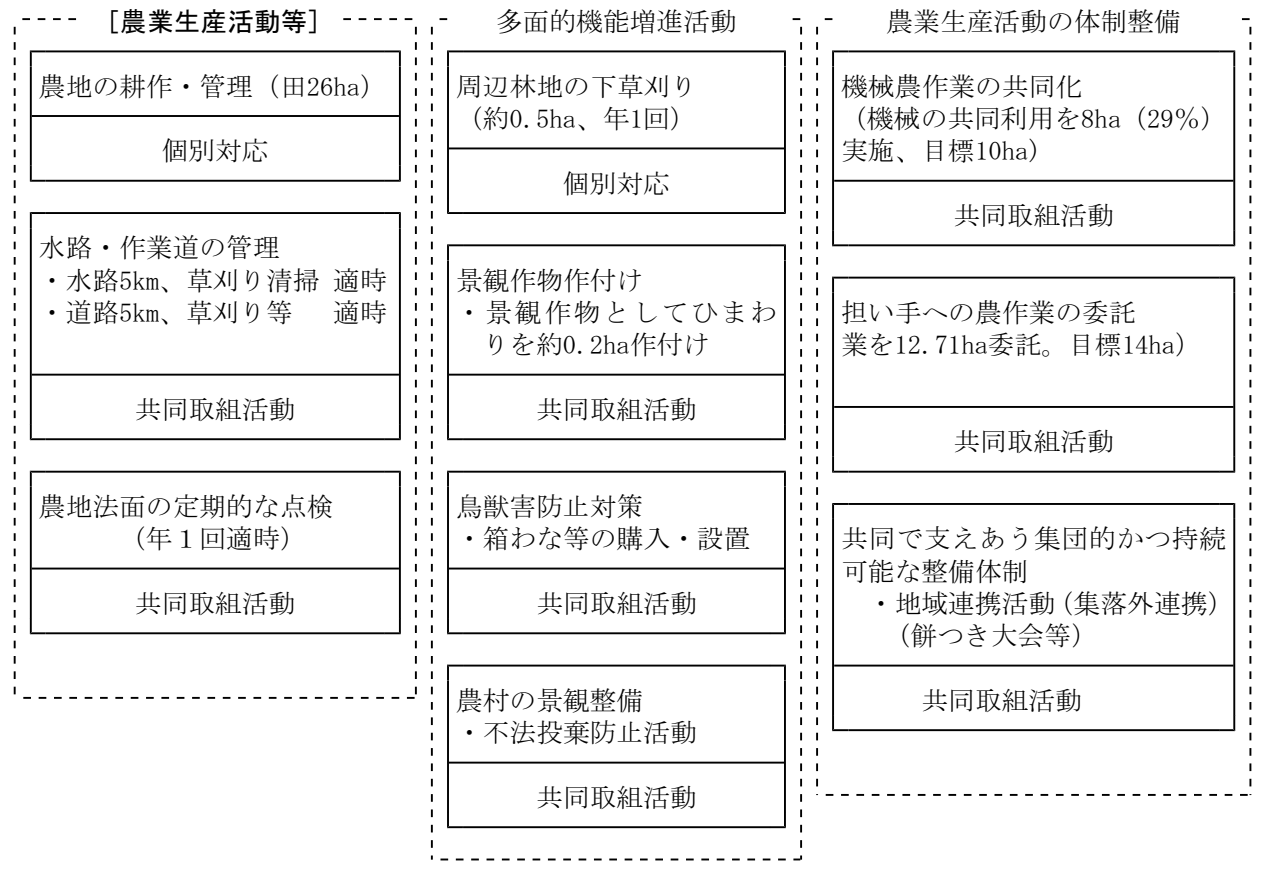 [農業生産活動等]
農地の耕作・管理（田26ha）
個別対応
水路・作業道の管理
・水路5km、草刈り清掃 適時
・道路5km、草刈り等 適時
共同取組活動
農地法面の定期的な点検
（年１回適時）
共同取組活動
多面的機能増進活動
周辺林地の下草刈り
（約0.5ha、年1回）
個別対応
景観作物作付け
・景観作物としてひまわ
りを約0.2ha作付け
共同取組活動
鳥獣害防止対策
・箱わな等の購入・設置
共同取組活動
農村の景観整備
・不法投棄防止活動
共同取組活動
農業生産活動の体制整備
機械農作業の共同化
（機械の共同利用を8ha（29％）
実施、目標10ha）
共同取組活動
担い手への農作業の委託
業を12.71ha委託。目標14ha）
共同取組活動
共同で支えあう集団的かつ持続
可能な整備体制
・地域連携活動（集落外連携）
（餅つき大会等）
共同取組活動